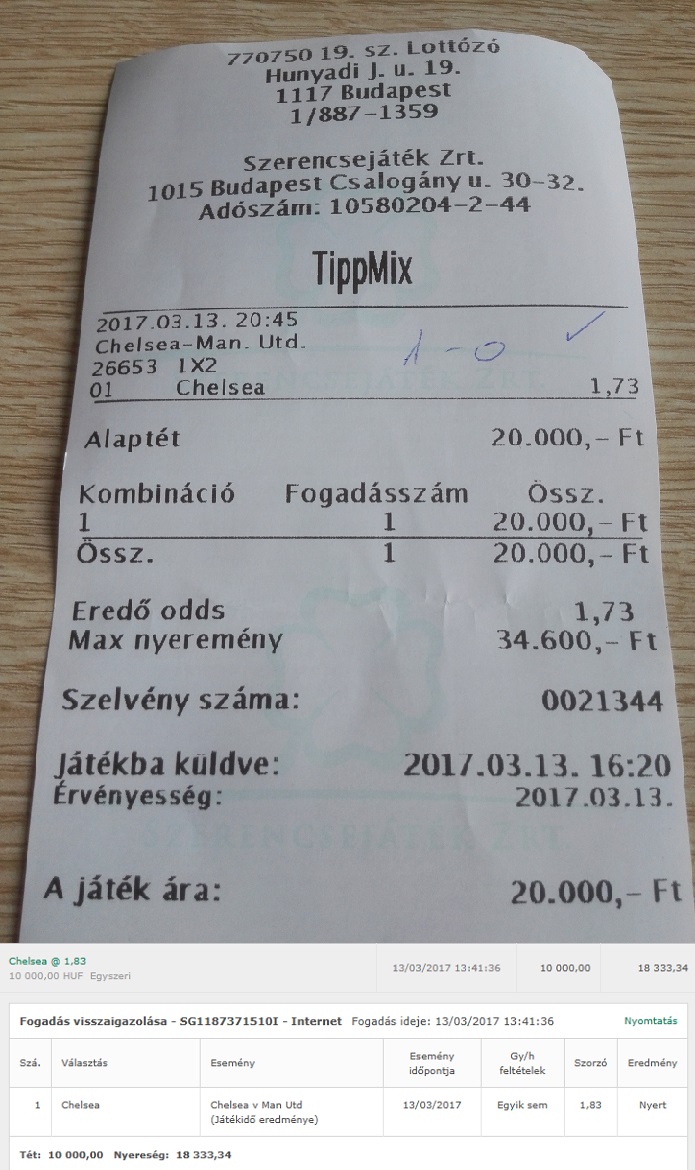 770750 19. sz. Lottózó
Hunyadi J. u. 19.
1117 Budapest
1/887-1359
Szerencsejáték Zrt.
1015 Budapest Csalogány u. 30-32.
Adószám: 10580204-2-44
TippMix
2017.03.13. 20:45
Chelsea-Man. Utd.
1-0
26653 1X2
01 Chelsea 1,73
Alaptét 20.000,- Ft
Kombináció Fogadásszám Össz.
1 1 20.000,- Ft
Össz. 1 20.000,- Ft
Eredő odds 1,73
Max nyeremény 34.600,- Ft
Szelvény száma: 0021344
Játékba küldve: 2017.03.13. 16:20
Érvényesség: 2017.03.13.
SZERENCSEJÁTÉK ZRT.
A játék ára: 20.000,- Ft
Chelsea @ 1,83 13/03/2017 13:41:36 10 000,00 18 333,34
10 000,00 HUF Egyszeri
Fogadás visszaigazolása - SG1187371510I - Internet Fogadás ideje: 13/03/2017 13:41:36 Nyomtatás
Szá. Választás Esemény Esemény időpontja Gy/h feltételek Szorzó Eredmény
1 Chelsea Chelsea v Man Utd 13/03/2017 Egyik sem 1,83 Nyert
(Játékidő eredménye)
Tét: 10 000,00 Nyereség: 18 333,34